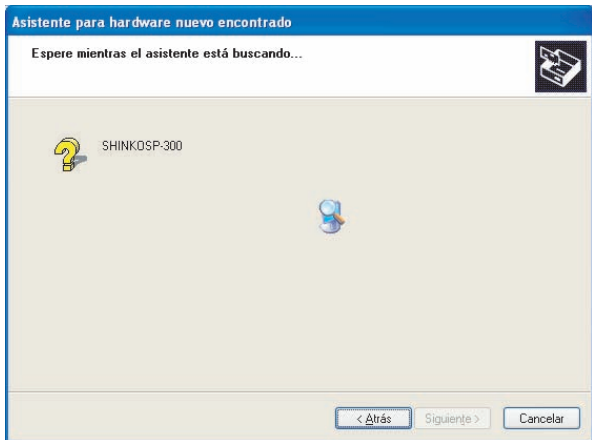 Asistente para hardware nuevo encontrado
Espere mientras el asistente está buscando...
SHINKOSP-300
< Atrás
Siguiente >
Cancelar